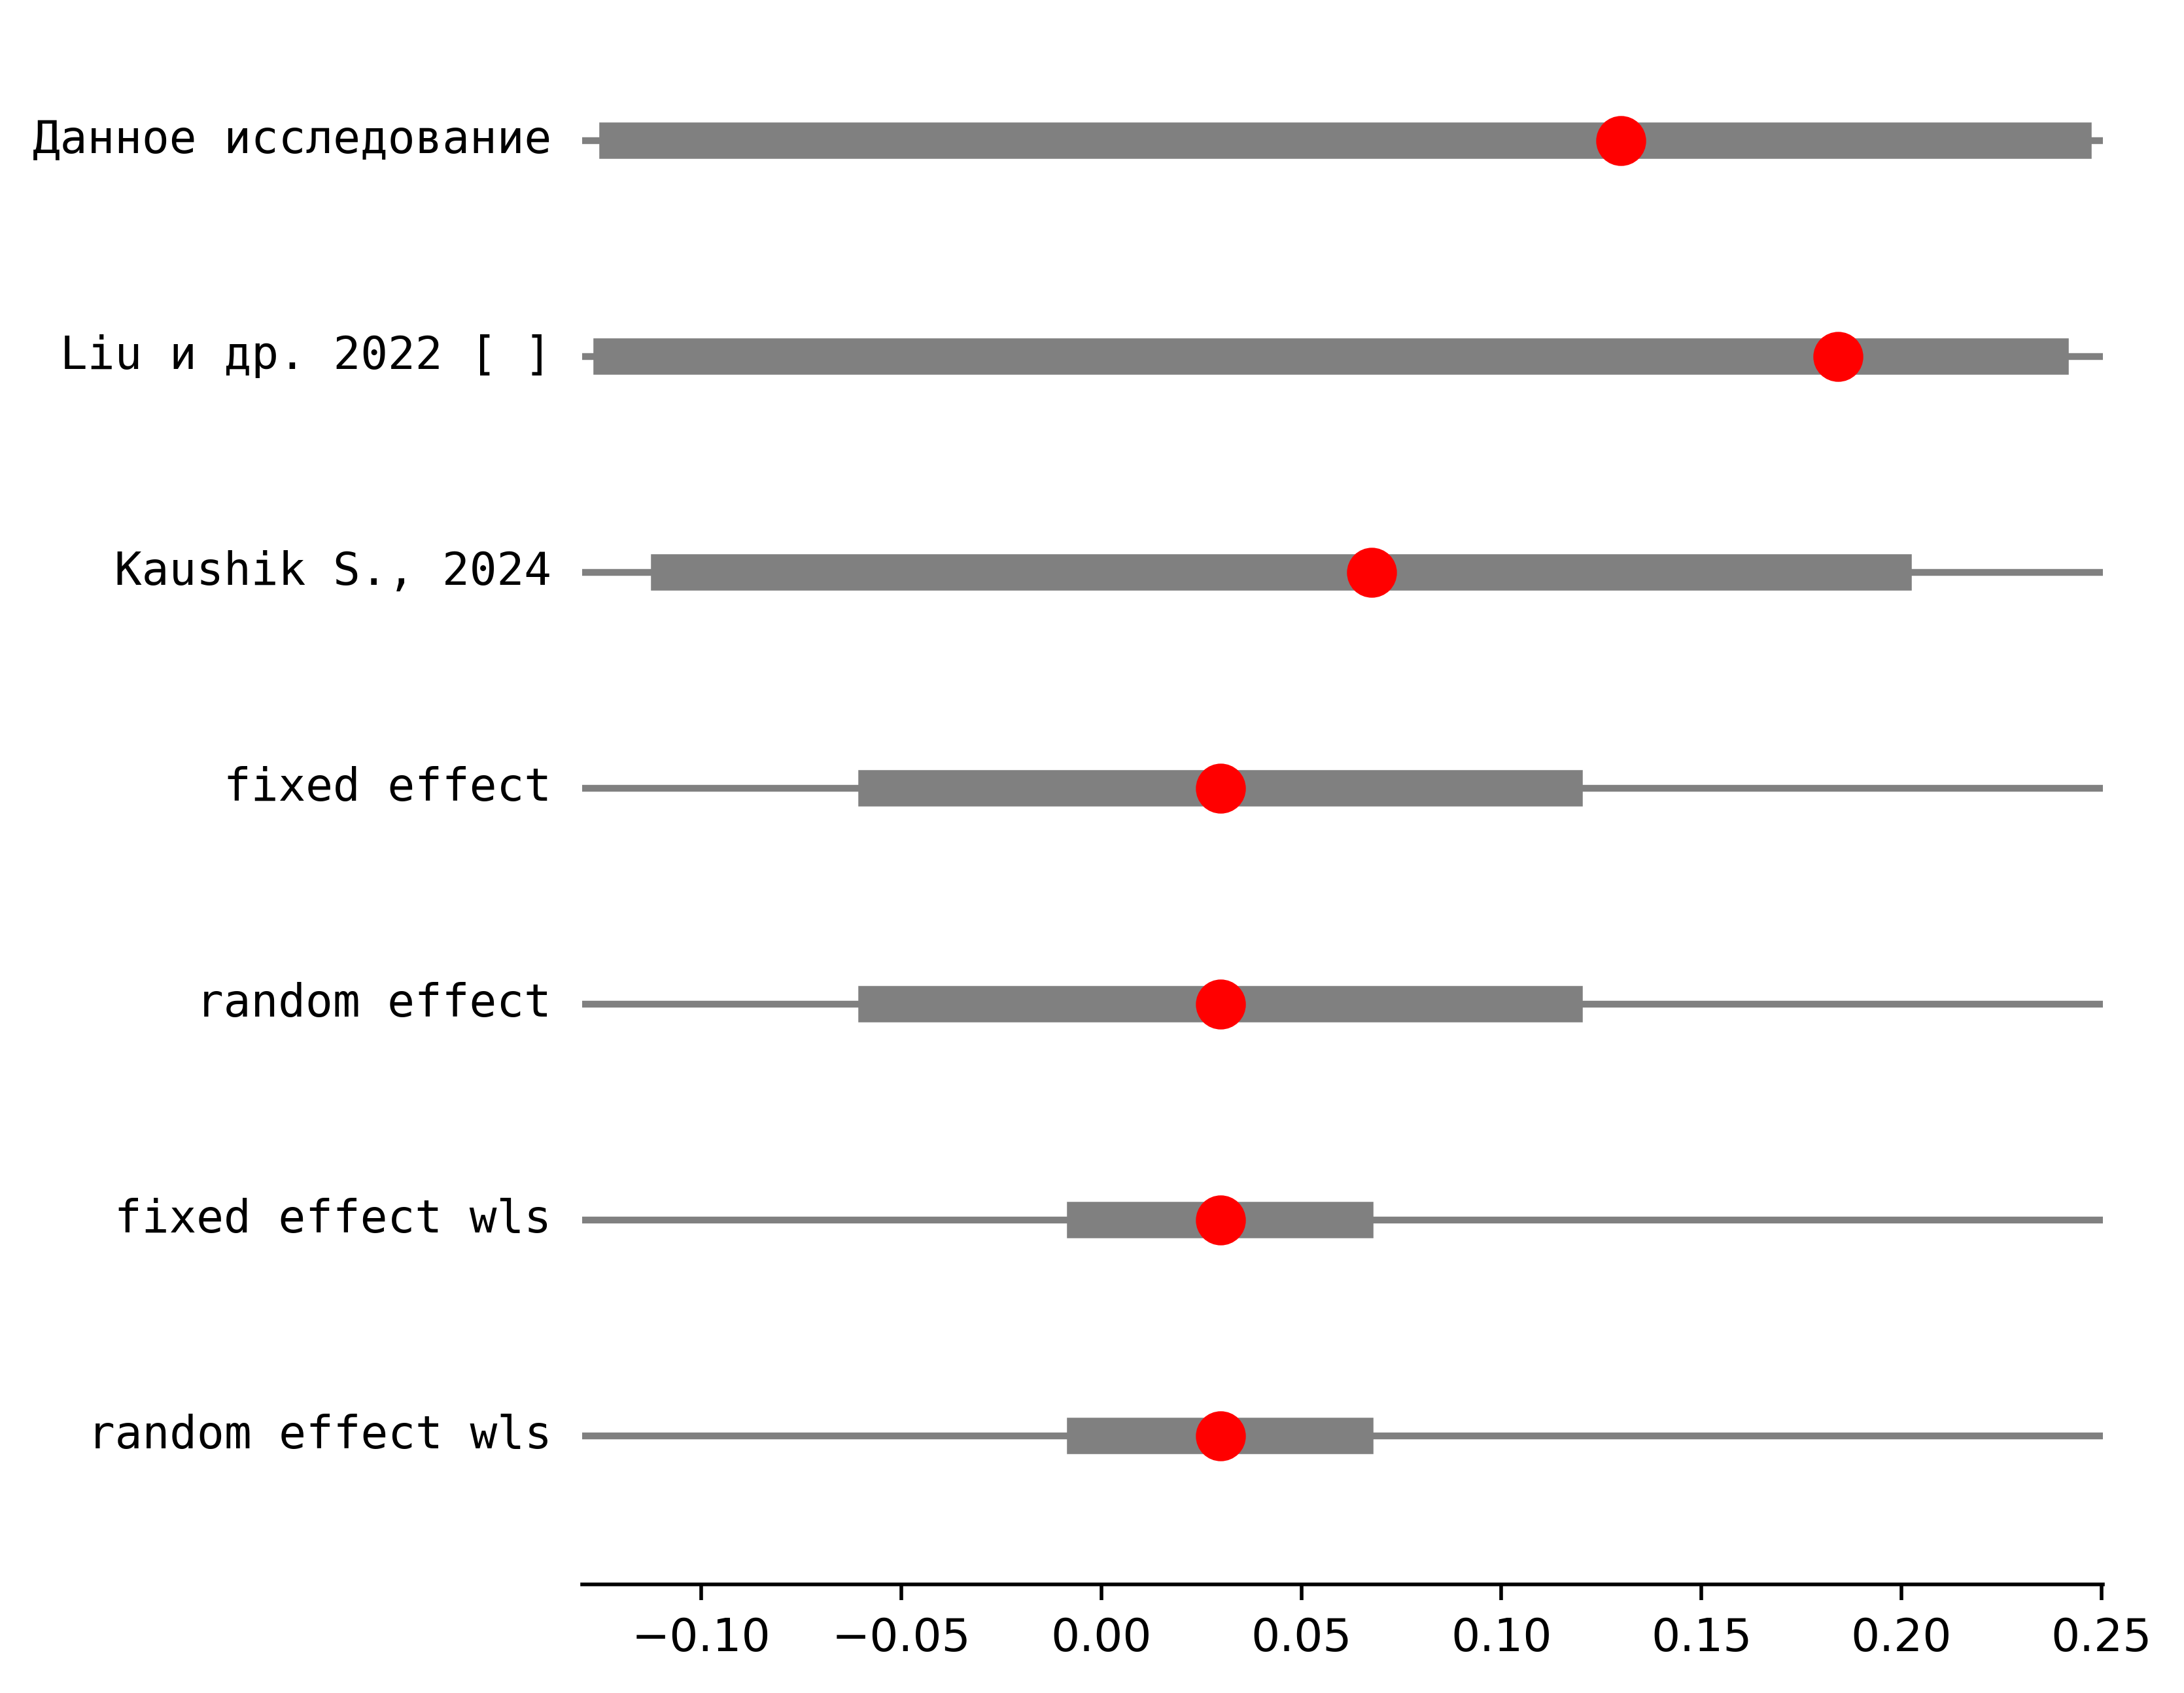 Данное исследование
Liu и др. 2022 [ ]
Kaushik S., 2024
fixed effect
random effect
fixed effect wls
random effect wls
−0.10 −0.05 0.00 0.05 0.10 0.15 0.20 0.25